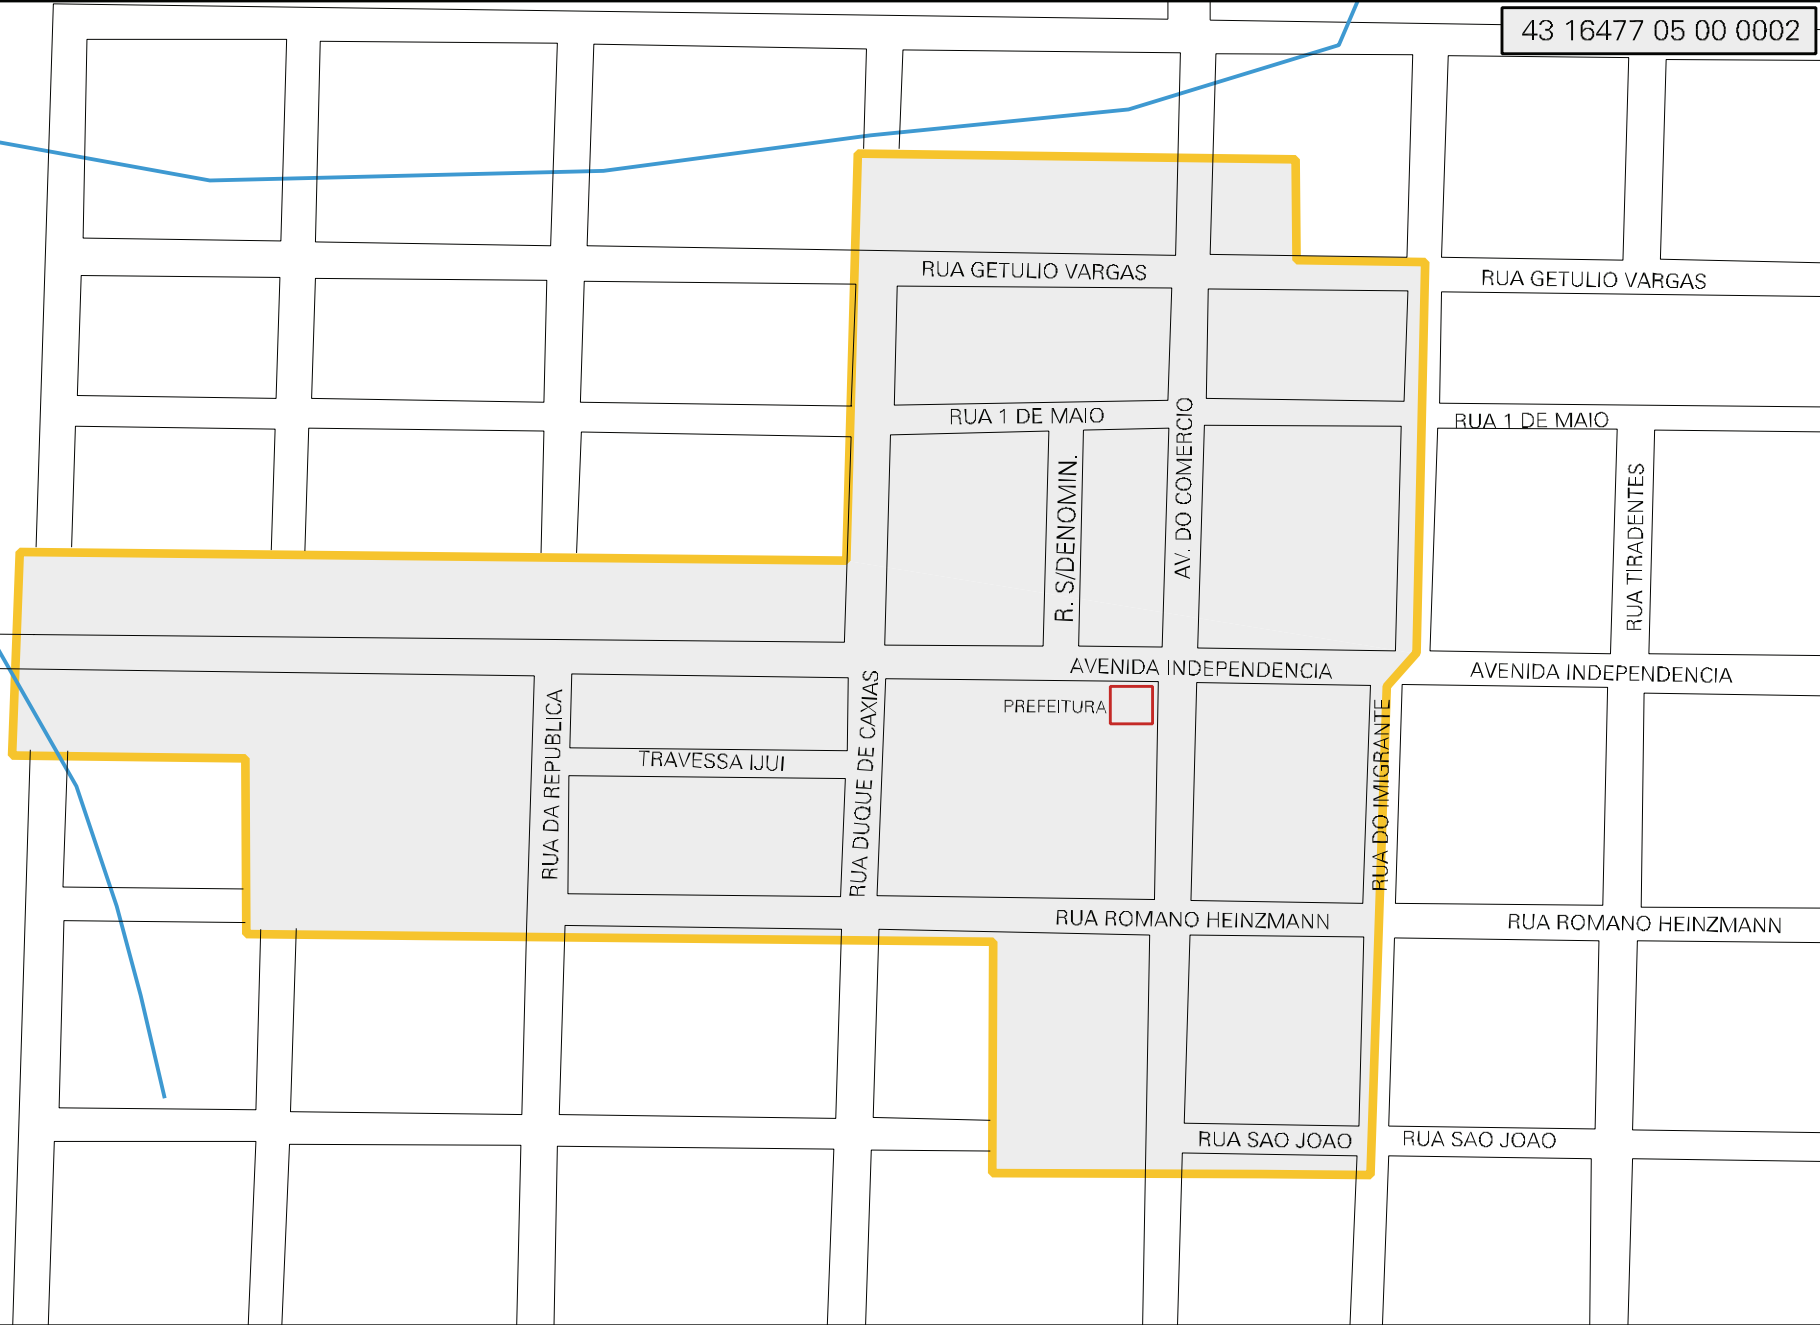 43 16477 05 00 0002
RUA GETULIO VARGAS
RUA GETULIO VARGAS
RUA 1 DE MAIO
RUA 1 DE MAIO
AV. DO COMERCIO
R. S/DENOMIN.
RUA TIRADENTES
AVENIDA INDEPENDENCIA
AVENIDA INDEPENDENCIA
PREFEITURA
RUA DA REPUBLICA
TRAVESSA IJUI
RUA DUQUE DE CAXIAS
RUA DO IMIGRANTE
RUA ROMANO HEINZMANN
RUA ROMANO HEINZMANN
RUA SAO JOAO
RUA SAO JOAO